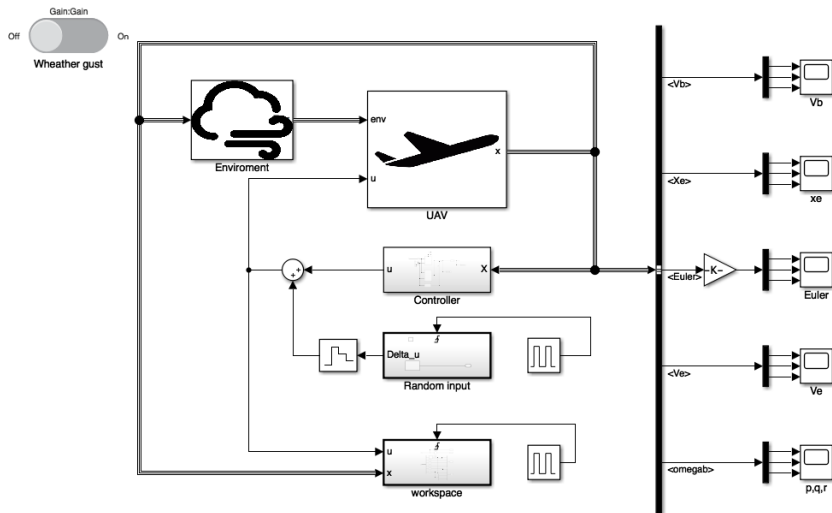 Gain:Gain
Off
On
Wheather gust
Enviroment
env
u
x
UAV
<Vb>
Vb
<Xe>
xe
u
X
Controller
<Euler>
-K-
Euler
Delta_u
Random input
<Ve>
Ve
u
x
workspace
<omegab>
p,q,r